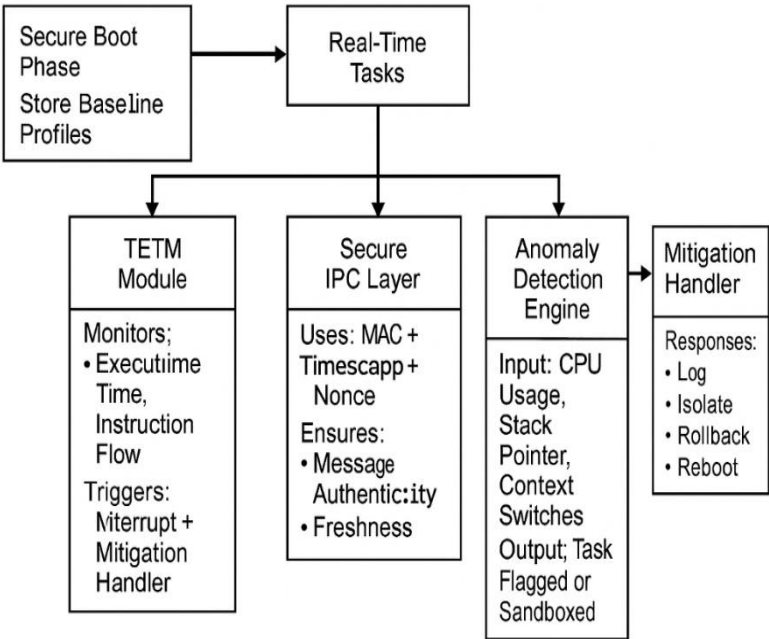 Secure Boot
Phase
Store Baseline
Profiles
Real-Time
Tasks
TETM
Module
Monitors;
• Executiime
Time,
Instruction
Flow
Triggers:
Miterrupt +
Mitigation
Handler
Secure
IPC Layer
Uses: MAC +
Timescapp +
Nonce
Ensures:
• Message
Authentic:ity
• Freshness
Anomaly
Detection
Engine
Input: CPU
Usage,
Stack
Pointer,
Context
Switches
Output; Task
Flagged or
Sandboxed
Mitigation
Handler
Responses:
• Log
• Isolate
• Rollback
• Reboot